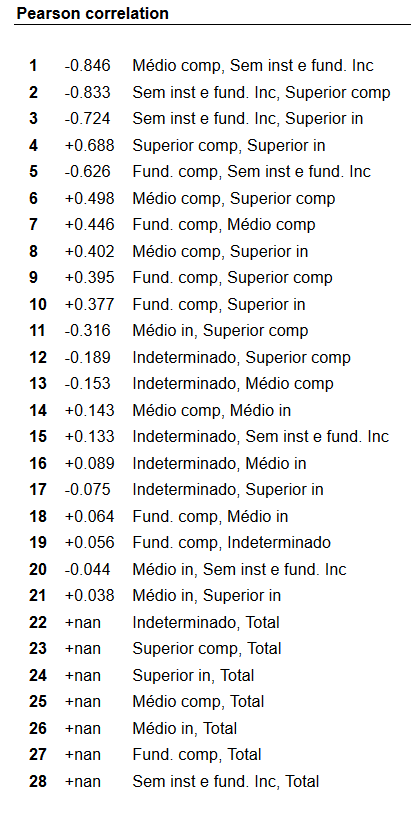 Pearson correlation
1 -0.846 Médio comp, Sem inst e fund. Inc
2 -0.833 Sem inst e fund. Inc, Superior comp
3 -0.724 Sem inst e fund. Inc, Superior in
4 +0.688 Superior comp, Superior in
5 -0.626 Fund. comp, Sem inst e fund. Inc
6 +0.498 Médio comp, Superior comp
7 +0.446 Fund. comp, Médio comp
8 +0.402 Médio comp, Superior in
9 +0.395 Fund. comp, Superior comp
10 +0.377 Fund. comp, Superior in
11 -0.316 Médio in, Superior comp
12 -0.189 Indeterminado, Superior comp
13 -0.153 Indeterminado, Médio comp
14 +0.143 Médio comp, Médio in
15 +0.133 Indeterminado, Sem inst e fund. Inc
16 +0.089 Indeterminado, Médio in
17 -0.075 Indeterminado, Superior in
18 +0.064 Fund. comp, Médio in
19 +0.056 Fund. comp, Indeterminado
20 -0.044 Médio in, Sem inst e fund. Inc
21 +0.038 Médio in, Superior in
22 +nan Indeterminado, Total
23 +nan Superior comp, Total
24 +nan Superior in, Total
25 +nan Médio comp, Total
26 +nan Médio in, Total
27 +nan Fund. comp, Total
28 +nan Sem inst e fund. Inc, Total